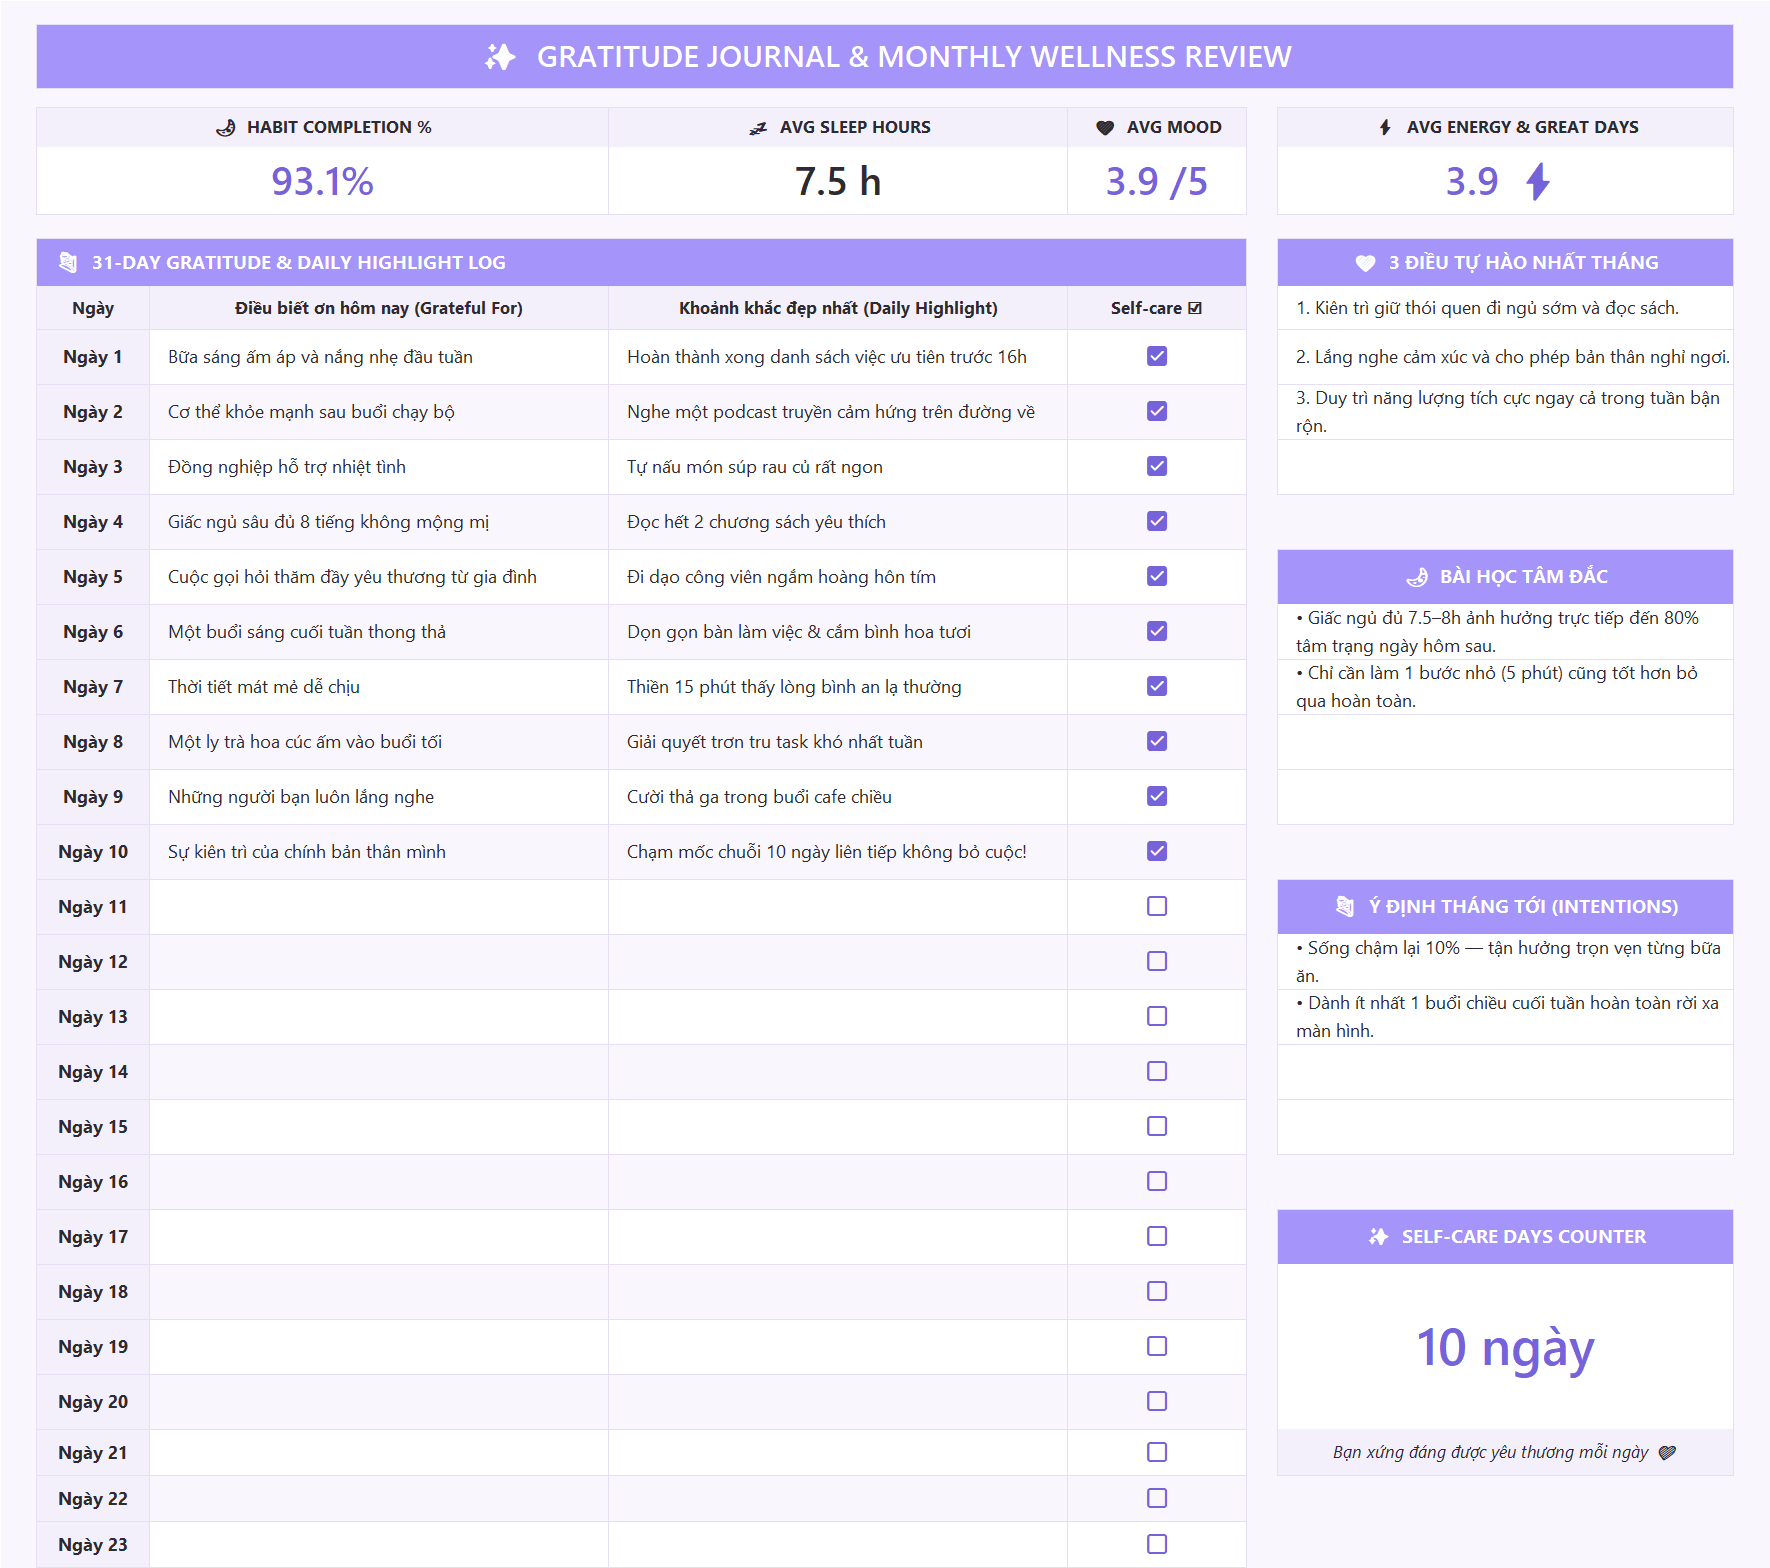 GRATITUDE JOURNAL & MONTHLY WELLNESS REVIEW
HABIT COMPLETION %
AVG SLEEP HOURS
AVG MOOD
AVG ENERGY & GREAT DAYS
93.1%
7.5 h
3.9 /5
3.9
31-DAY GRATITUDE & DAILY HIGHLIGHT LOG
Ngày Điều biết ơn hôm nay (Grateful For) Khoảnh khắc đẹp nhất (Daily Highlight) Self-care ☑
Ngày 1 Bữa sáng ấm áp và nắng nhẹ đầu tuần Hoàn thành xong danh sách việc ưu tiên trước 16h
Ngày 2 Cơ thể khỏe mạnh sau buổi chạy bộ Nghe một podcast truyền cảm hứng trên đường về
Ngày 3 Đồng nghiệp hỗ trợ nhiệt tình Tự nấu món súp rau củ rất ngon
Ngày 4 Giấc ngủ sâu đủ 8 tiếng không mộng mị Đọc hết 2 chương sách yêu thích
Ngày 5 Cuộc gọi hỏi thăm đầy yêu thương từ gia đình Đi dạo công viên ngắm hoàng hôn tím
Ngày 6 Một buổi sáng cuối tuần thong thả Dọn gọn bàn làm việc & cắm bình hoa tươi
Ngày 7 Thời tiết mát mẻ dễ chịu Thiền 15 phút thấy lòng bình an lạ thường
Ngày 8 Một ly trà hoa cúc ấm vào buổi tối Giải quyết trơn tru task khó nhất tuần
Ngày 9 Những người bạn luôn lắng nghe Cười thả ga trong buổi cafe chiều
Ngày 10 Sự kiên trì của chính bản thân mình Chạm mốc chuỗi 10 ngày liên tiếp không bỏ cuộc!
Ngày 11
Ngày 12
Ngày 13
Ngày 14
Ngày 15
Ngày 16
Ngày 17
Ngày 18
Ngày 19
Ngày 20
Ngày 21
Ngày 22
Ngày 23
3 ĐIỀU TỰ HÀO NHẤT THÁNG
1. Kiên trì giữ thói quen đi ngủ sớm và đọc sách.
2. Lắng nghe cảm xúc và cho phép bản thân nghỉ ngơi.
3. Duy trì năng lượng tích cực ngay cả trong tuần bận
rộn.
BÀI HỌC TÂM ĐẮC
• Giấc ngủ đủ 7.5–8h ảnh hưởng trực tiếp đến 80%
tâm trạng ngày hôm sau.
• Chỉ cần làm 1 bước nhỏ (5 phút) cũng tốt hơn bỏ
qua hoàn toàn.
Ý ĐỊNH THÁNG TỚI (INTENTIONS)
• Sống chậm lại 10% — tận hưởng trọn vẹn từng bữa
ăn.
• Dành ít nhất 1 buổi chiều cuối tuần hoàn toàn rời xa
màn hình.
SELF-CARE DAYS COUNTER
10 ngày
Bạn xứng đáng được yêu thương mỗi ngày